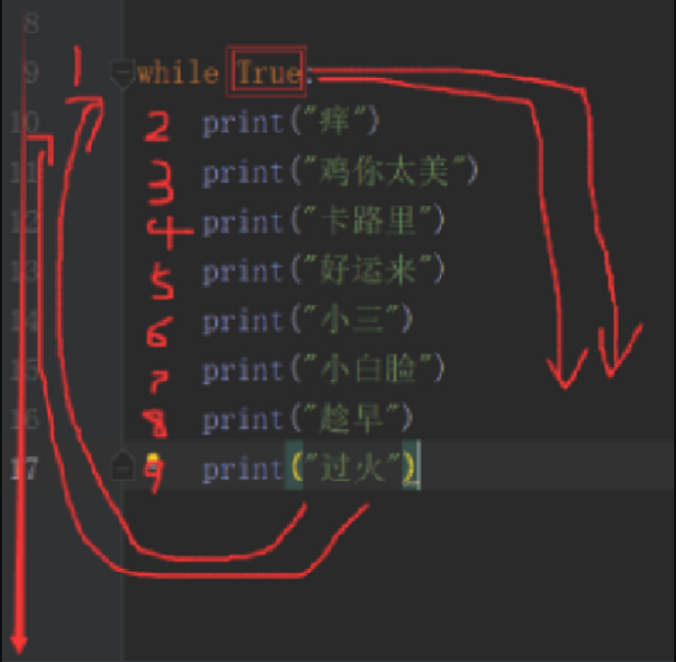 8
9 1 while True:
10 2 print("痒")
11 3 print("鸡你太美")
12 4 print("卡路里")
13 5 print("好运来")
14 6 print("小三")
15 7 print("小白脸")
16 8 print("趁早")
17 9 print("过火")